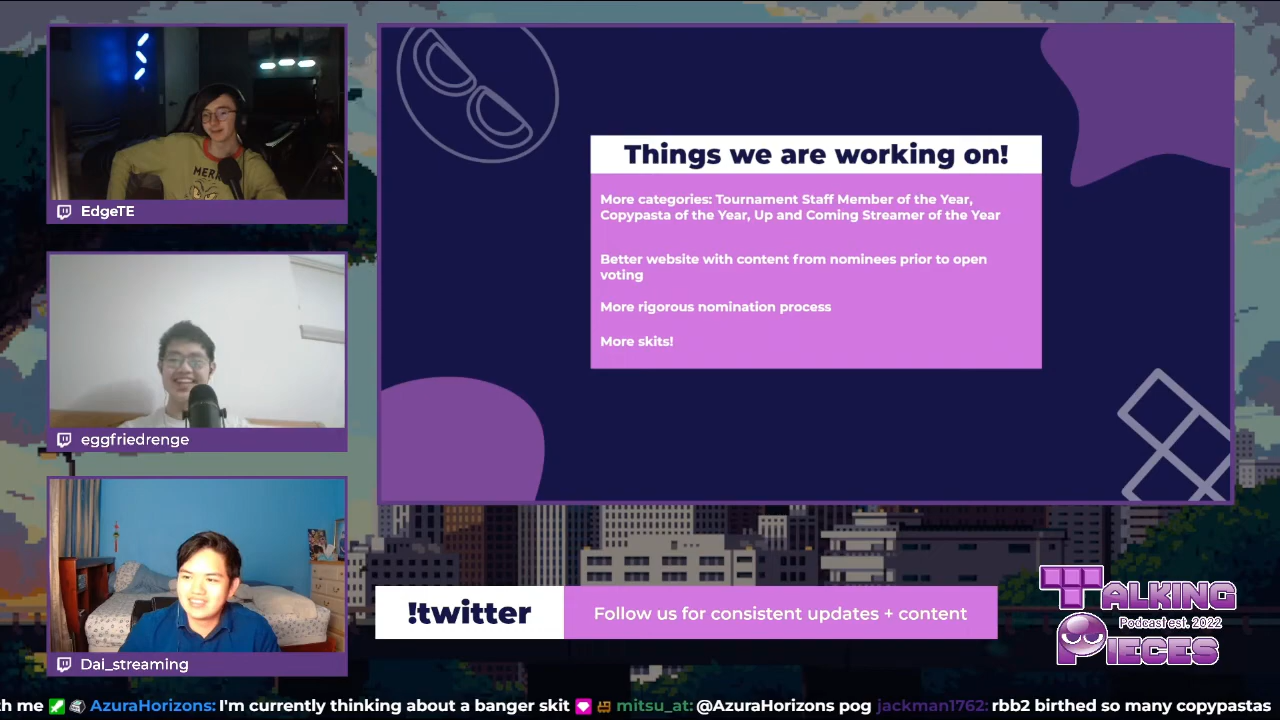 MERR
EdgeTE
eggfriedrenge
Dai_streaming
Things we are working on!
More categories: Tournament Staff Member of the Year,
Copypasta of the Year, Up and Coming Streamer of the Year
Better website with content from nominees prior to open
voting
More rigorous nomination process
More skits!
!twitter
Follow us for consistent updates + content
TALKING
Podcast est. 2022
PIECES
th me AzuraHorizons: I'm currently thinking about a banger skit mitsu_at: @AzuraHorizons pog jackman1762: rbb2 birthed so many copypastas